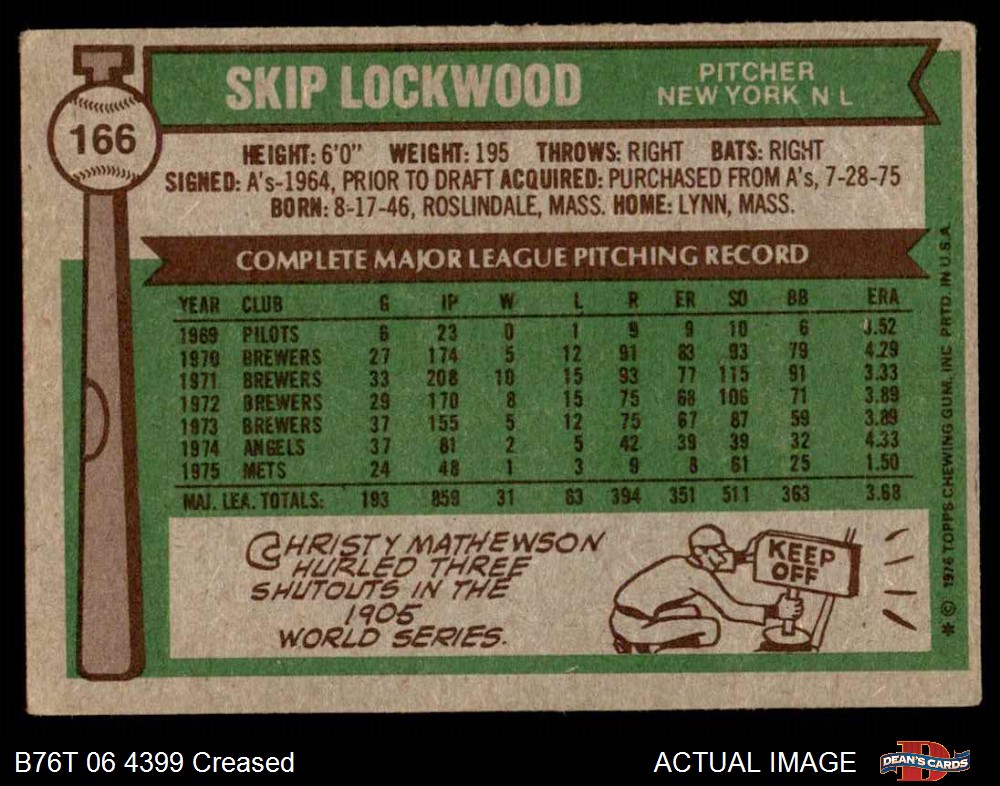 166
SKIP LOCKWOOD
PITCHER
NEW YORK N L
HEIGHT: 6'0" WEIGHT: 195 THROWS: RIGHT BATS: RIGHT
SIGNED: A's-1964, PRIOR TO DRAFT ACQUIRED: PURCHASED FROM A's, 7-28-75
BORN: 8-17-46, ROSLINDALE, MASS. HOME: LYNN, MASS.
COMPLETE MAJOR LEAGUE PITCHING RECORD
YEAR CLUB G IP W L R ER SO BB ERA
1969 PILOTS 6 23 0 1 9 9 10 6 3.52
1970 BREWERS 27 174 5 12 91 83 93 79 4.29
1971 BREWERS 33 208 10 15 93 77 115 91 3.33
1972 BREWERS 29 170 8 15 75 68 106 71 3.89
1973 BREWERS 37 155 5 12 75 67 87 59 3.89
1974 ANGELS 37 81 2 5 42 39 39 32 4.33
1975 METS 24 48 1 3 9 8 61 25 1.50
MAJ. LEA. TOTALS: 193 859 31 63 394 351 511 363 3.68
CHRISTY MATHEWSON
HURLED THREE
SHUTOUTS IN THE
1905
WORLD SERIES.
KEEP
OFF
* © 1976 TOPPS CHEWING GUM, INC PRTD. IN U.S.A.
B76T 06 4399 Creased
ACTUAL IMAGE
D
DEAN'S CARDS